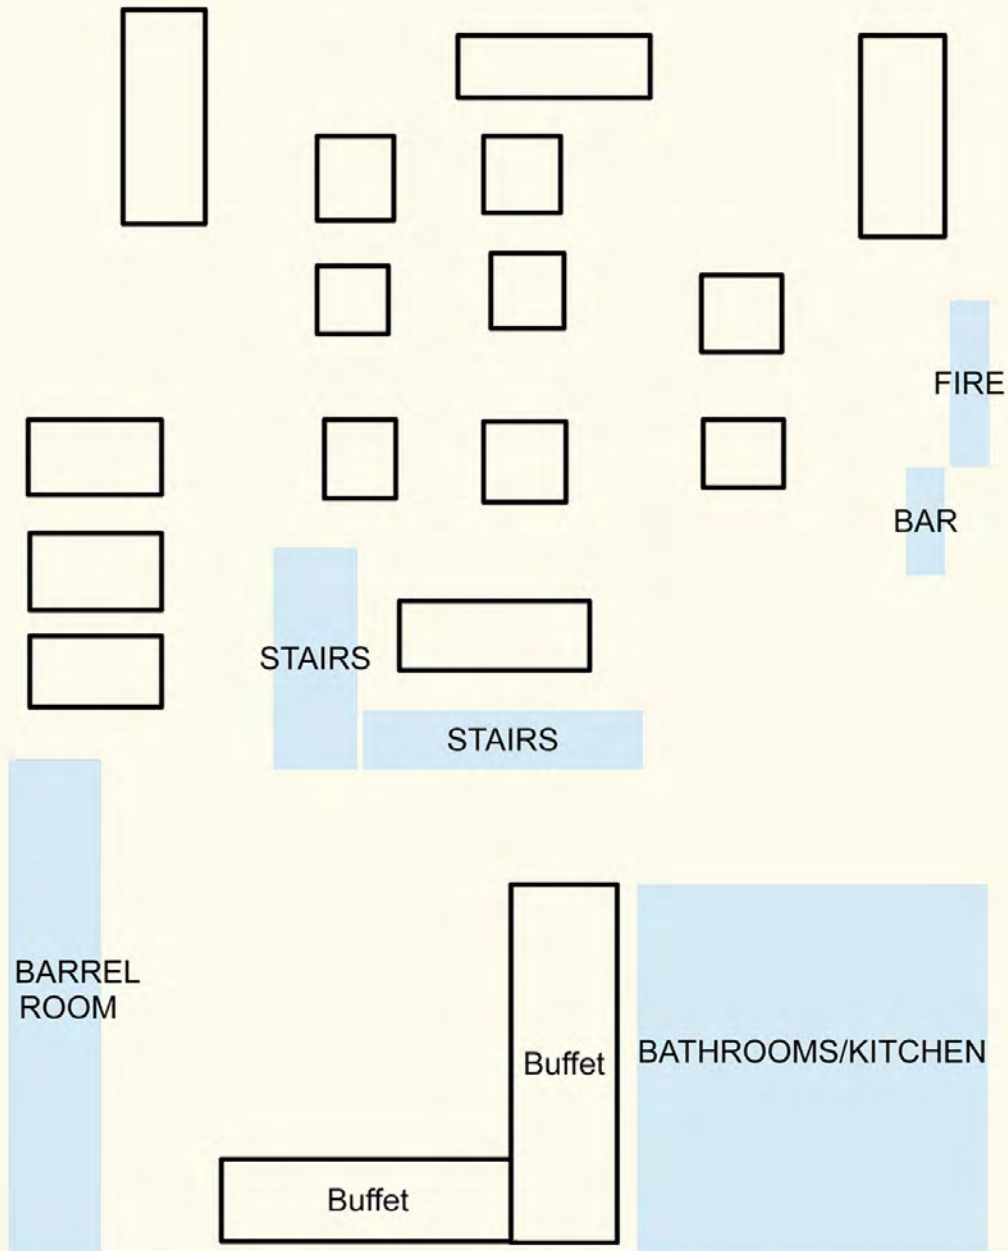 FIRE
BAR
STAIRS
STAIRS
BARREL
ROOM
Buffet
BATHROOMS/KITCHEN
Buffet